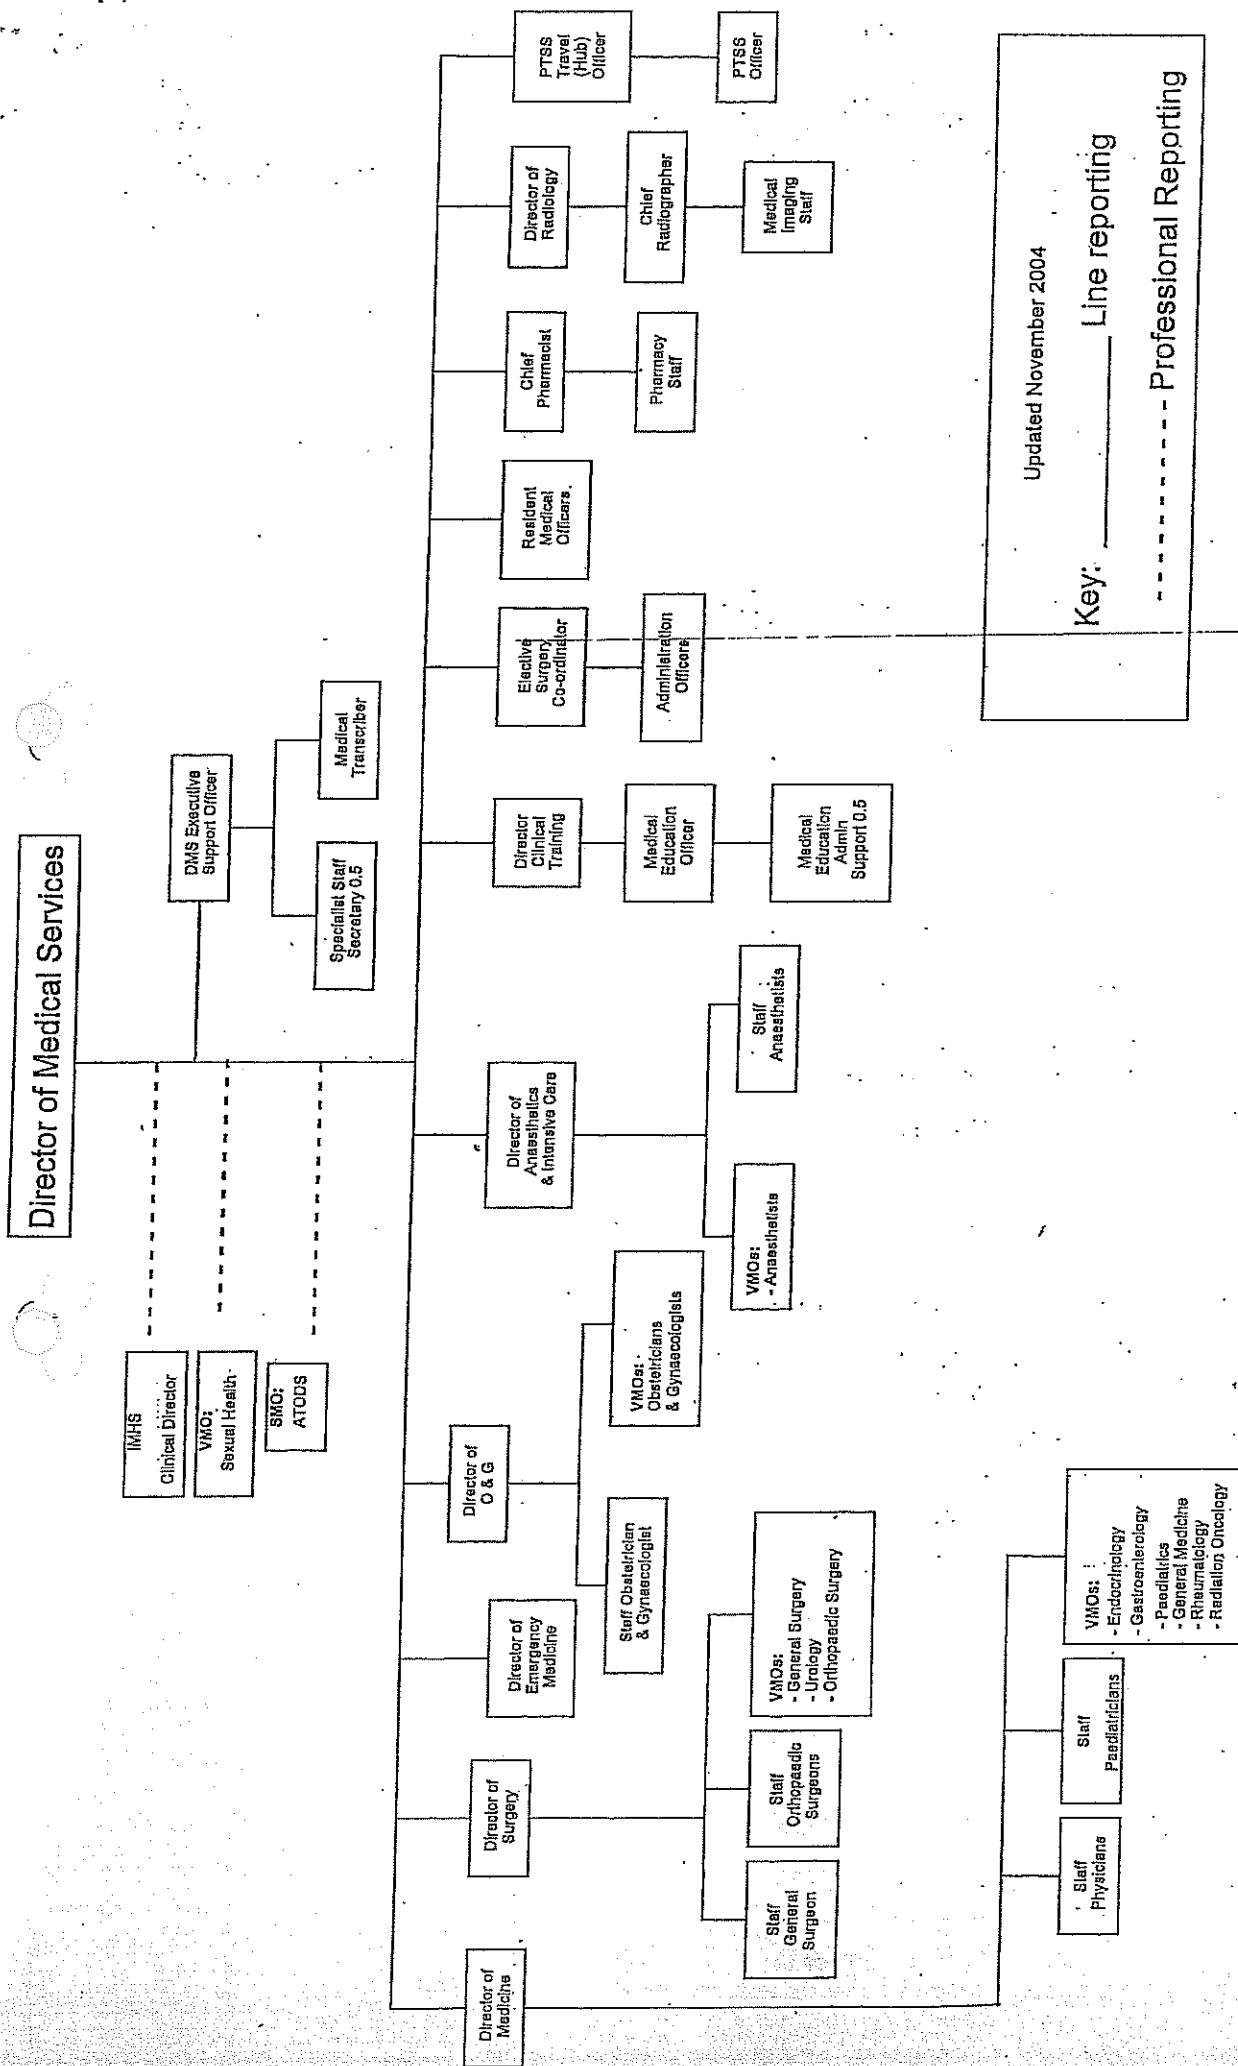 Director of Medical Services
DMS Executive
Support Officer
Specialist Staff
Secretary 0.5
Medical
Transcriber
IMHS
Clinical Director
VMO:
Sexual Health
SMO:
ATODS
Director of
Medicine
Director of
Surgery
Director of
Emergency
Medicine
Director of
O & G
Director of
Anaesthetics
& Intensive Care
Director
Clinical
Training
Elective
Surgery
Co-ordinator
Resident
Medical
Officers.
Chief
Pharmacist
Director of
Radiology
PTSS
Travel
(Hub)
Officer
Staff Obstetrician
& Gynaecologist
VMOs:
Obstetricians
& Gynaecologists
Medical
Education
Officer
Administration
Officers
Pharmacy
Staff
Chief
Radiographer
PTSS
Officer
Staff
General
Surgeon
Staff
Orthopaedic
Surgeons
VMOs:
- General Surgery
- Urology
- Orthopaedic Surgery
VMOs:
- Anaesthetists
Staff
Anaesthetists
Medical
Education
Admin
Support 0.5
Medical
Imaging
Staff
Staff
Physicians
Staff
Paediatricians
VMOs:
- Endocrinology
- Gastroenterology
- Paediatrics
- General Medicine
- Rheumatology
- Radiation Oncology
Updated November 2004
Key: Line reporting
Professional Reporting